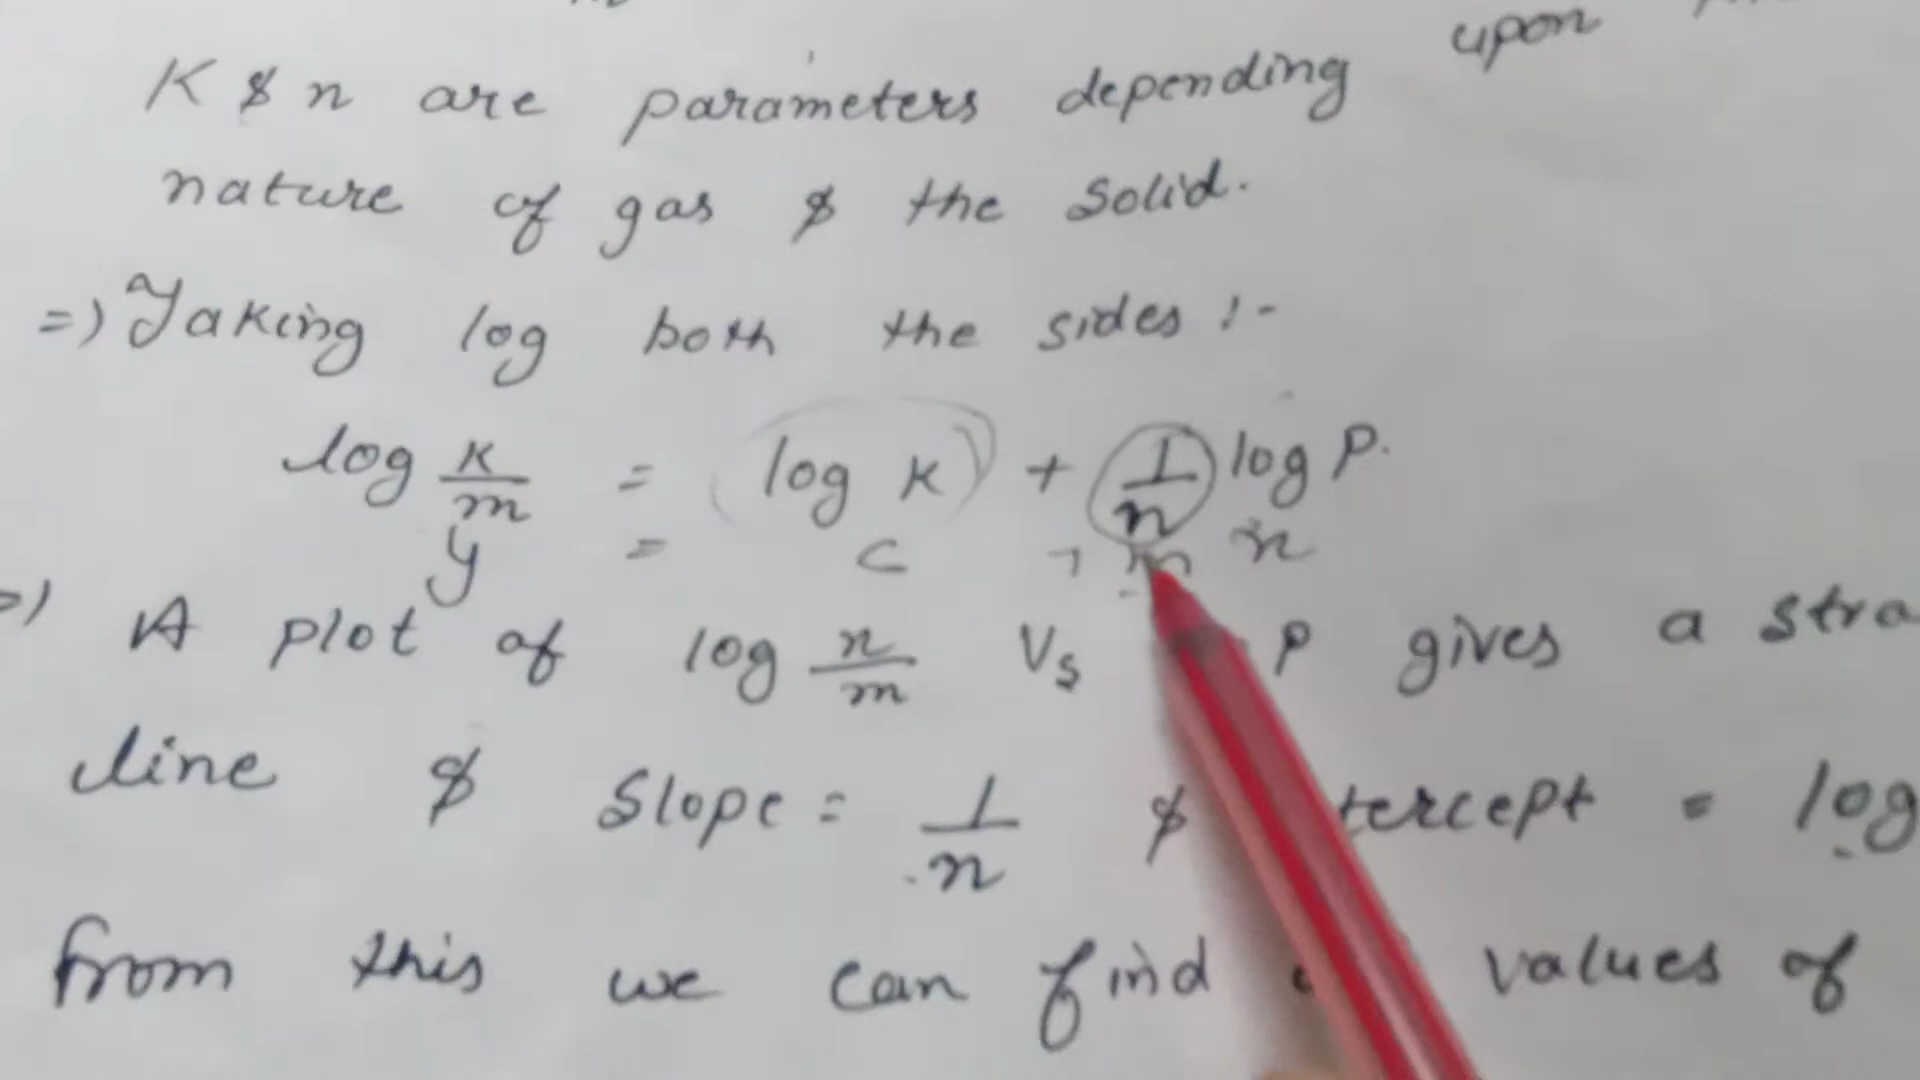 K & n are parameters depending upon
nature of gas & the solid.
=) Taking log both the sides :-
log K/m = log K + 1/n log P.
y = c + m x
=) A plot of log x/m Vs P gives a stra
line & Slope = 1/n & tercept = log
from this we can find values of